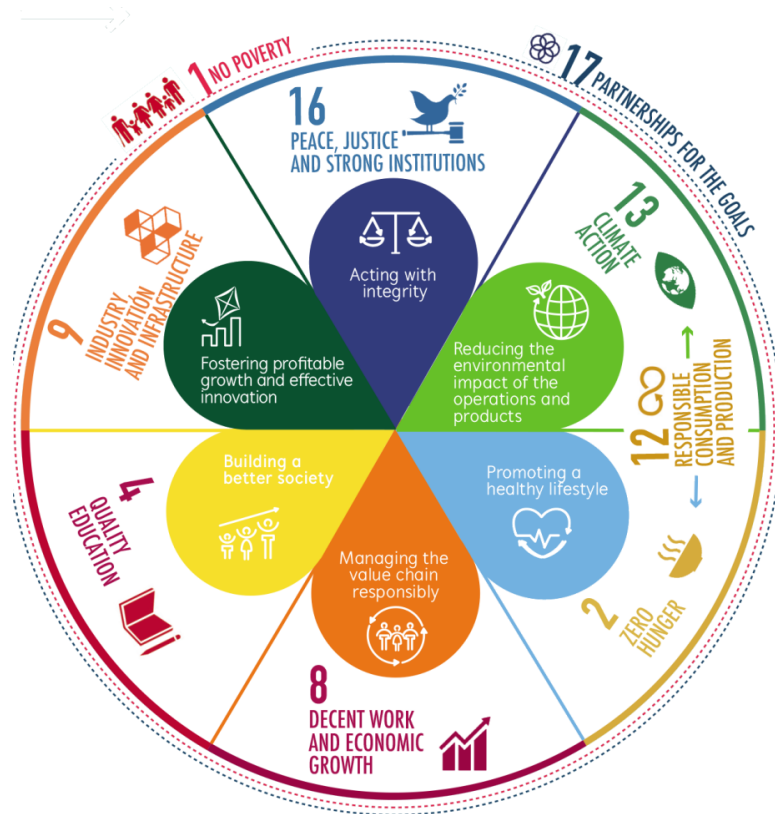 1 NO POVERTY
17 PARTNERSHIPS FOR THE GOALS
16
PEACE, JUSTICE
AND STRONG INSTITUTIONS
13
CLIMATE
ACTION
9
INDUSTRY,
INNOVATION
AND INFRASTRUCTURE
Acting with
integrity
Fostering profitable
growth and effective
innovation
Reducing the
environmental
impact of the
operations and
products
12
RESPONSIBLE
CONSUMPTION
AND PRODUCTION
Building a
better society
Promoting a
healthy lifestyle
4
QUALITY
EDUCATION
Managing the
value chain
responsibly
2
ZERO
HUNGER
8
DECENT WORK
AND ECONOMIC
GROWTH